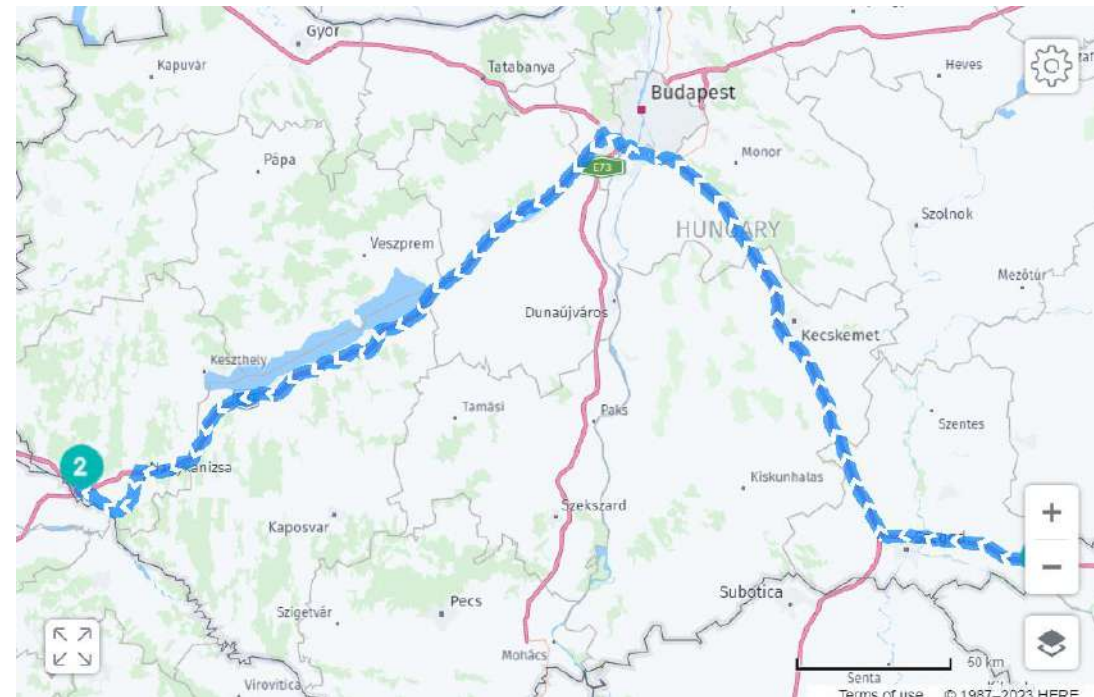 Győr
Kapuvár
Tatabanya
Heves
Budapest
Pápa
Monor
E73
Szolnok
HUNGARY
Veszprem
Mezőtúr
Dunaújváros
Kecskemet
Keszthely
Tamási
Paks
Szentes
2
Kiskunhalas
Szekszard
Kaposvar
+
−
Subotica
Pecs
Szigetvár
Mohács
50 km
Virovitica
Senta
Terms of use © 1987–2023 HERE